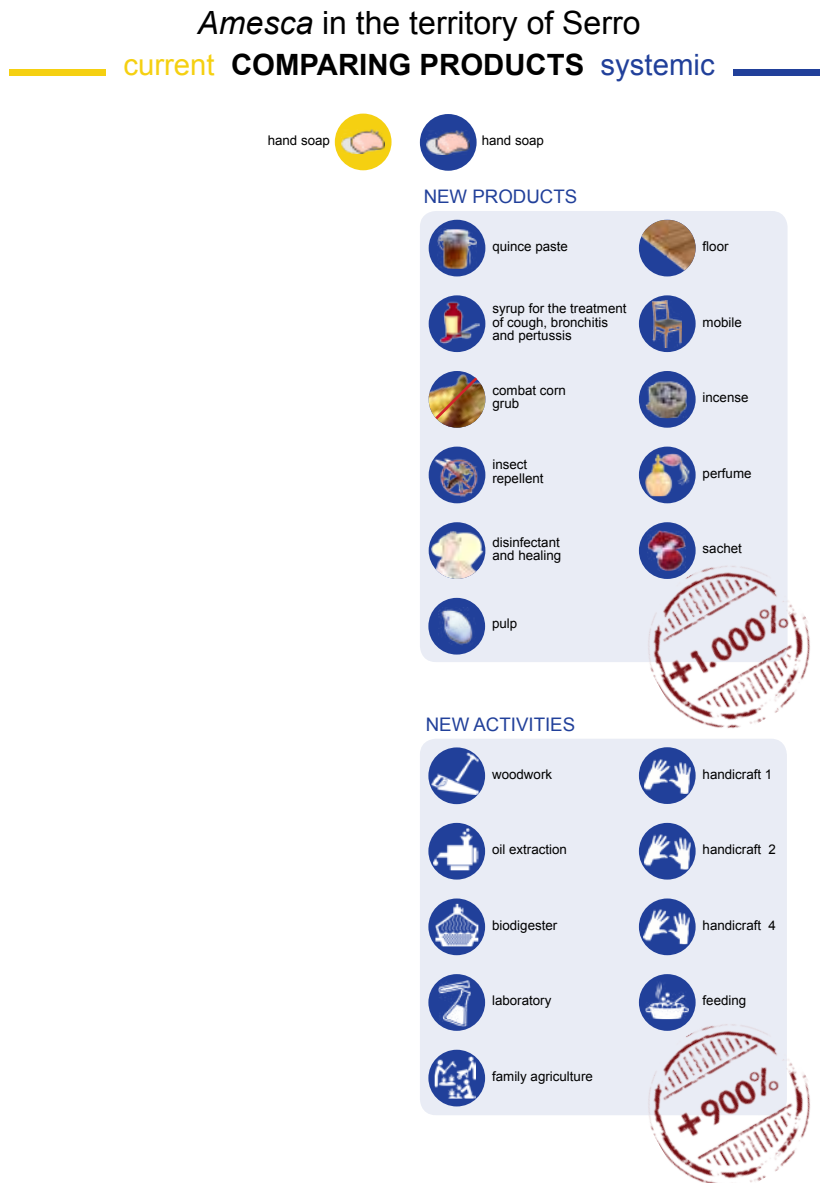 Amesca in the territory of Serro
current COMPARING PRODUCTS systemic
hand soap
hand soap
NEW PRODUCTS
quince paste
syrup for the treatment
of cough, bronchitis
and pertussis
combat corn
grub
insect
repellent
disinfectant
and healing
pulp
floor
mobile
incense
perfume
sachet
+1.000%
NEW ACTIVITIES
woodwork
oil extraction
biodigester
laboratory
family agriculture
handicraft 1
handicraft 2
handicraft 4
feeding
+900%